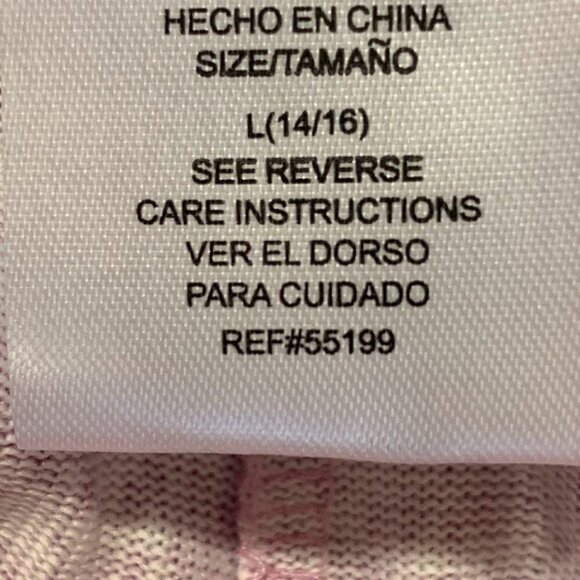 HECHO EN CHINA
SIZE/TAMAÑO
L(14/16)
SEE REVERSE
CARE INSTRUCTIONS
VER EL DORSO
PARA CUIDADO
REF#55199